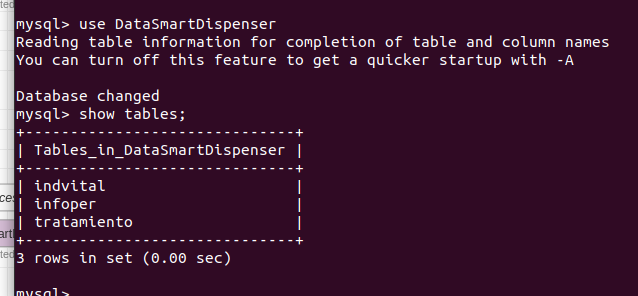 mysql> use DataSmartDispenser
Reading table information for completion of table and column names
You can turn off this feature to get a quicker startup with -A
Database changed
mysql> show tables;
+------------------------------+
| Tables_in_DataSmartDispenser |
+------------------------------+
| indvital                     |
| infoper                      |
| tratamiento                  |
+------------------------------+
3 rows in set (0.00 sec)
mysql>